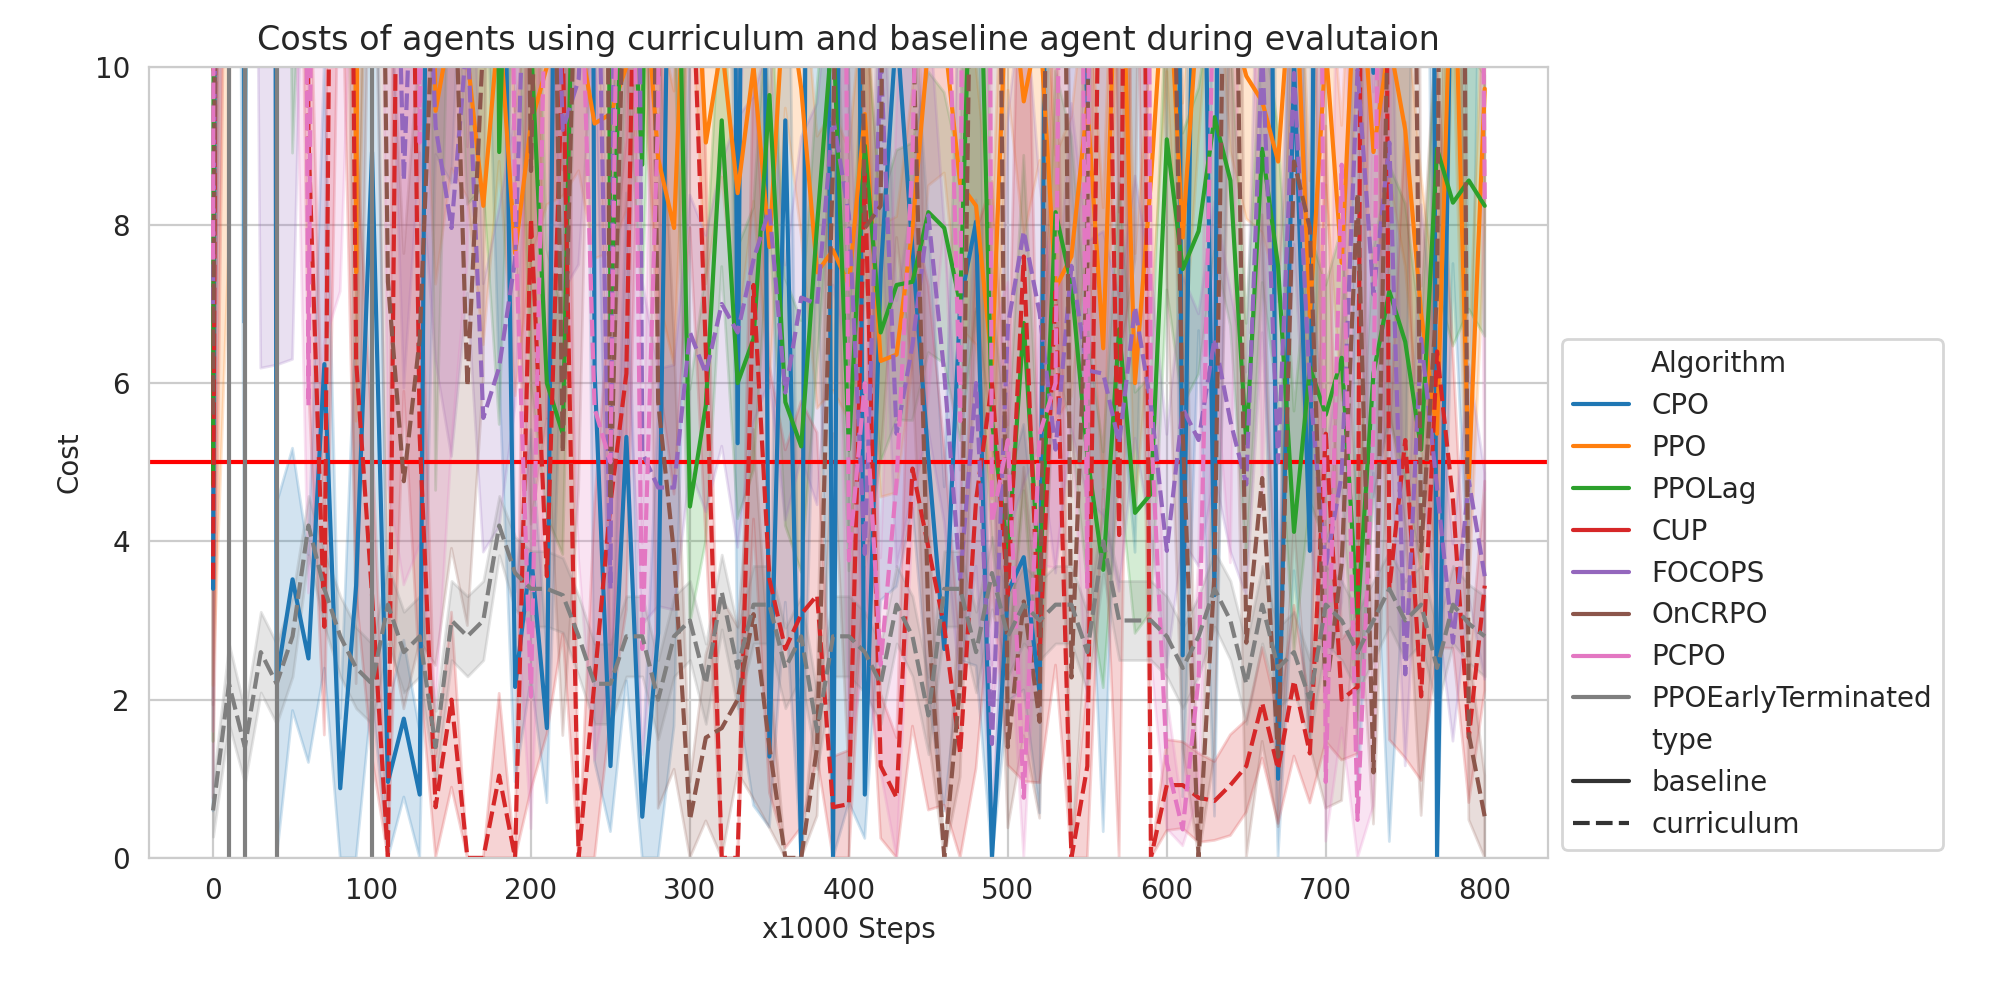 Costs of agents using curriculum and baseline agent during evalutaion
10
8
6
4
2
0
Cost
0 100 200 300 400 500 600 700 800
x1000 Steps
Algorithm
CPO
PPO
PPOLag
CUP
FOCOPS
OnCRPO
PCPO
PPOEarlyTerminated
type
baseline
curriculum